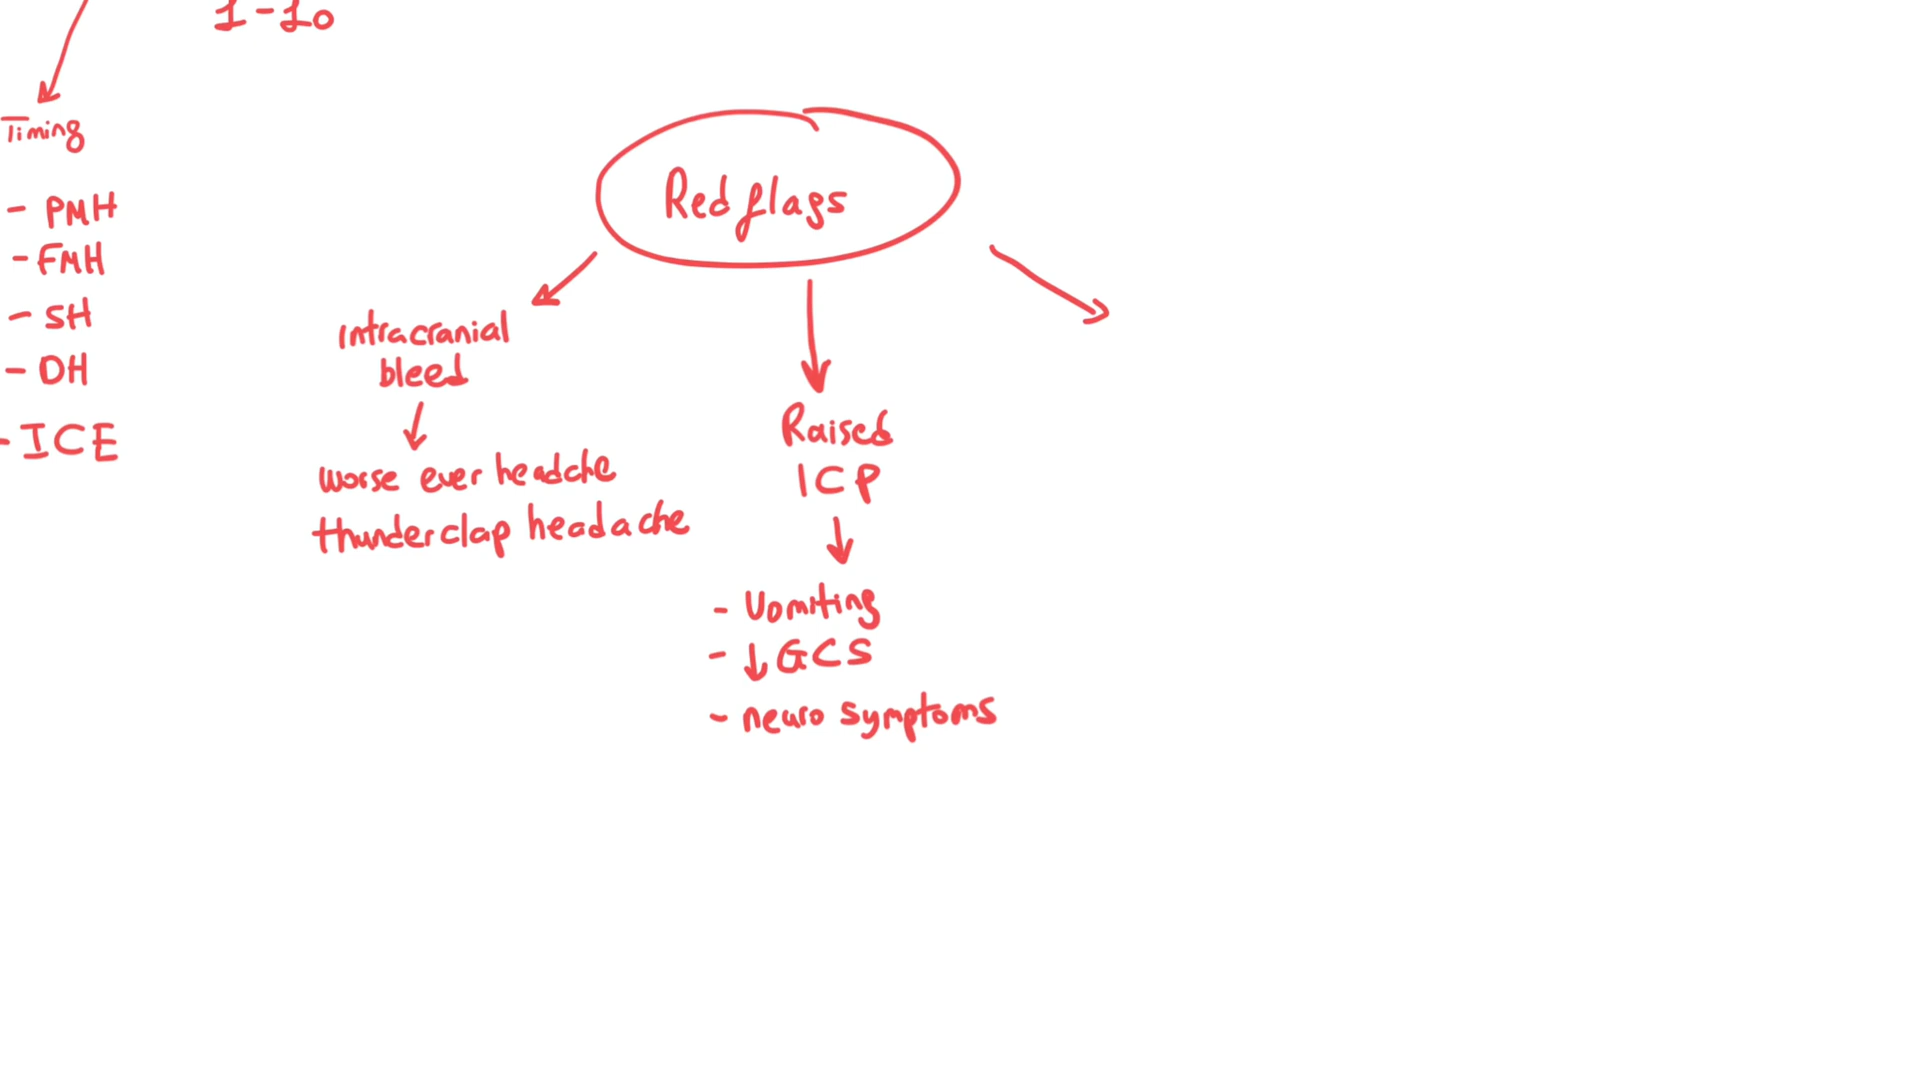 1-10
Timing
- PMH
- FMH
- SH
- DH
- ICE
Red flags
intracranial
bleed
worse ever headche
thunderclap headache
Raised
ICP
- Vomiting
- ↓ GCS
- neuro symptoms